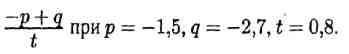 (-p + q)/t при p = −1,5, q = −2,7, t = 0,8.